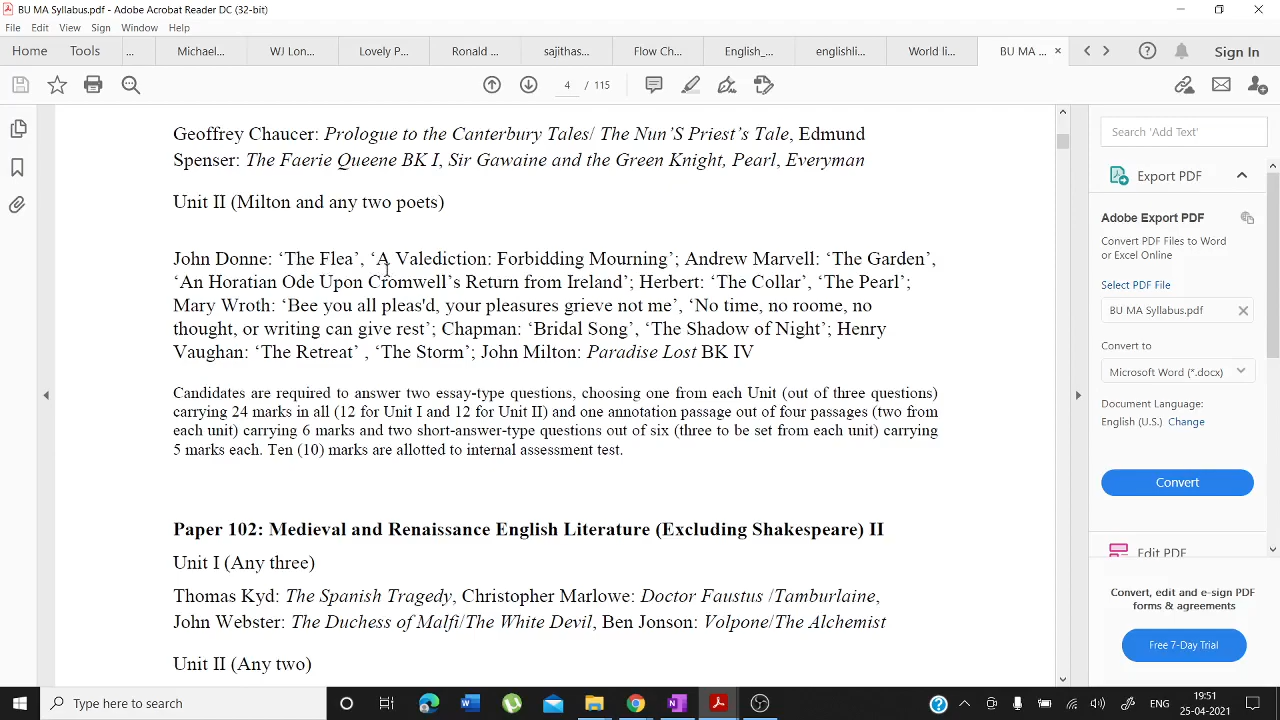 BU MA Syllabus.pdf - Adobe Acrobat Reader DC (32-bit)
File Edit View Sign Window Help
Home Tools ... Michael... WJ Lon... Lovely P... Ronald ... sajithas... Flow Ch... English_... englishli... World li... BU MA ... × Sign In
4 / 115
Geoffrey Chaucer: Prologue to the Canterbury Tales/ The Nun’S Priest’s Tale, Edmund
Spenser: The Faerie Queene BK I, Sir Gawaine and the Green Knight, Pearl, Everyman
Unit II (Milton and any two poets)
John Donne: ‘The Flea’, ‘A Valediction: Forbidding Mourning’; Andrew Marvell: ‘The Garden’,
‘An Horatian Ode Upon Cromwell’s Return from Ireland’; Herbert: ‘The Collar’, ‘The Pearl’;
Mary Wroth: ‘Bee you all pleas'd, your pleasures grieve not me’, ‘No time, no roome, no
thought, or writing can give rest’; Chapman: ‘Bridal Song’, ‘The Shadow of Night’; Henry
Vaughan: ‘The Retreat’ , ‘The Storm’; John Milton: Paradise Lost BK IV
Candidates are required to answer two essay-type questions, choosing one from each Unit (out of three questions)
carrying 24 marks in all (12 for Unit I and 12 for Unit II) and one annotation passage out of four passages (two from
each unit) carrying 6 marks and two short-answer-type questions out of six (three to be set from each unit) carrying
5 marks each. Ten (10) marks are allotted to internal assessment test.
Paper 102: Medieval and Renaissance English Literature (Excluding Shakespeare) II
Unit I (Any three)
Thomas Kyd: The Spanish Tragedy, Christopher Marlowe: Doctor Faustus /Tamburlaine,
John Webster: The Duchess of Malfi/The White Devil, Ben Jonson: Volpone/The Alchemist
Unit II (Any two)
Search 'Add Text'
Export PDF
Adobe Export PDF
Convert PDF Files to Word
or Excel Online
Select PDF File
BU MA Syllabus.pdf
Convert to
Microsoft Word (*.docx)
Document Language:
English (U.S.) Change
Convert
Edit PDF
Convert, edit and e-sign PDF
forms & agreements
Free 7-Day Trial
Type here to search
ENG
19:51
25-04-2021